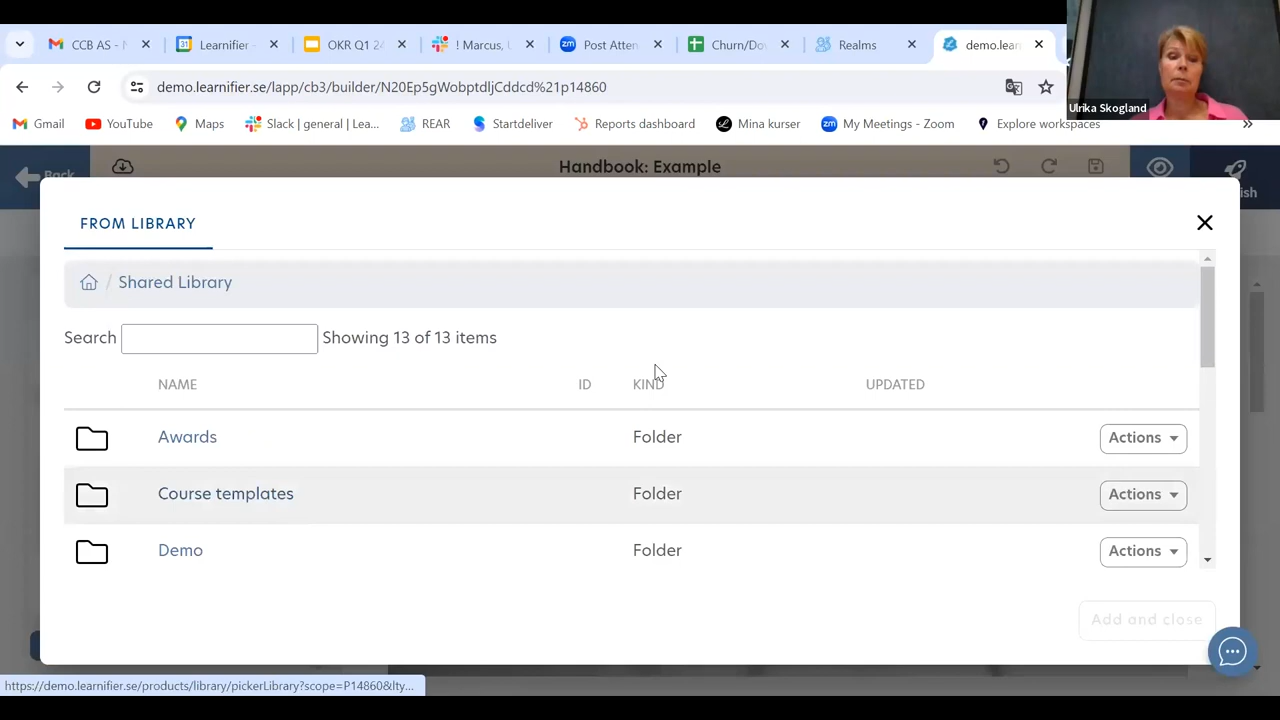 CCB AS - N
Learnifier -
OKR Q1 24
! Marcus,
Post Atten
Churn/Dov
Realms
demo.lear
demo.learnifier.se/lapp/cb3/builder/N20Ep5gWobptdIjCddcd%21p14860
Ulrika Skogland
Gmail
YouTube
Maps
Slack | general | Lea...
REAR
Startdeliver
Reports dashboard
Mina kurser
My Meetings - Zoom
Explore workspaces
Back
Handbook: Example
ish
FROM LIBRARY
/ Shared Library
Search
Showing 13 of 13 items
NAME
ID
KIND
UPDATED
Awards
Folder
Actions
Course templates
Folder
Actions
Demo
Folder
Actions
Add and close
https://demo.learnifier.se/products/library/pickerLibrary?scope=P14860&lty...